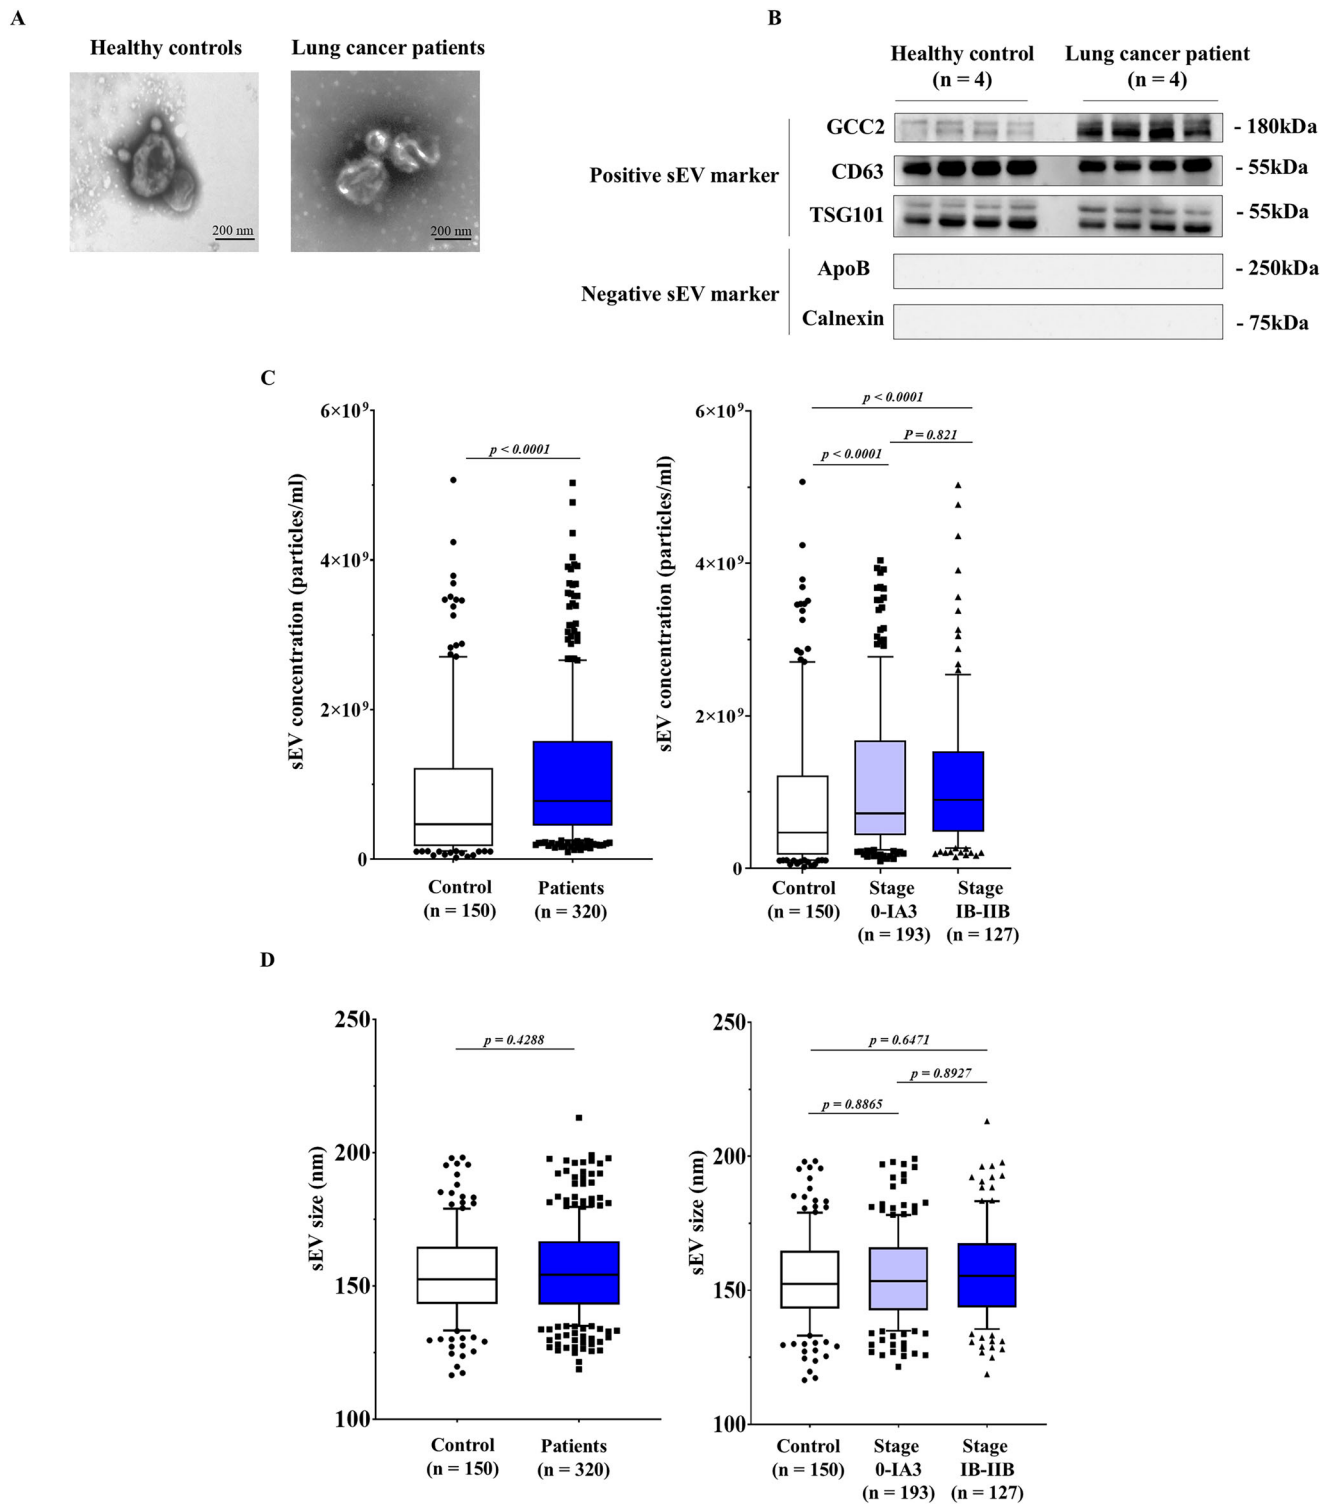 A
Healthy controls
Lung cancer patients
200 nm
200 nm
B
Healthy control
(n = 4)
Lung cancer patient
(n = 4)
Positive sEV marker
GCC2
- 180kDa
CD63
- 55kDa
TSG101
- 55kDa
Negative sEV marker
ApoB
- 250kDa
Calnexin
- 75kDa
C
sEV concentration (particles/ml)
6×10⁹
4×10⁹
2×10⁹
0
p < 0.0001
Control
(n = 150)
Patients
(n = 320)
sEV concentration (particles/ml)
6×10⁹
4×10⁹
2×10⁹
0
p < 0.0001
P = 0.821
p < 0.0001
Control
(n = 150)
Stage
0-IA3
(n = 193)
Stage
IB-IIB
(n = 127)
D
sEV size (nm)
250
200
150
100
p = 0.4288
Control
(n = 150)
Patients
(n = 320)
sEV size (nm)
250
200
150
100
p = 0.6471
p = 0.8927
p = 0.8865
Control
(n = 150)
Stage
0-IA3
(n = 193)
Stage
IB-IIB
(n = 127)